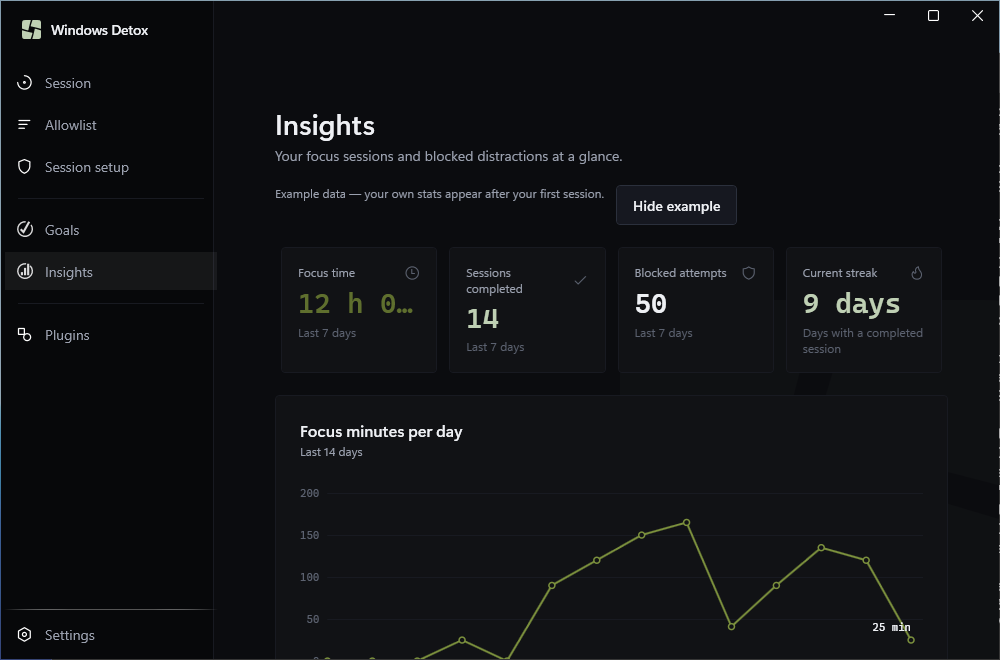 Windows Detox
Session
Allowlist
Session setup
Goals
Insights
Plugins
Settings
Insights
Your focus sessions and blocked distractions at a glance.
Example data — your own stats appear after your first session.
Hide example
Focus time
12 h 0…
Last 7 days
Sessions
completed
14
Last 7 days
Blocked attempts
50
Last 7 days
Current streak
9 days
Days with a completed
session
Focus minutes per day
Last 14 days
200
150
100
50
0
25 min